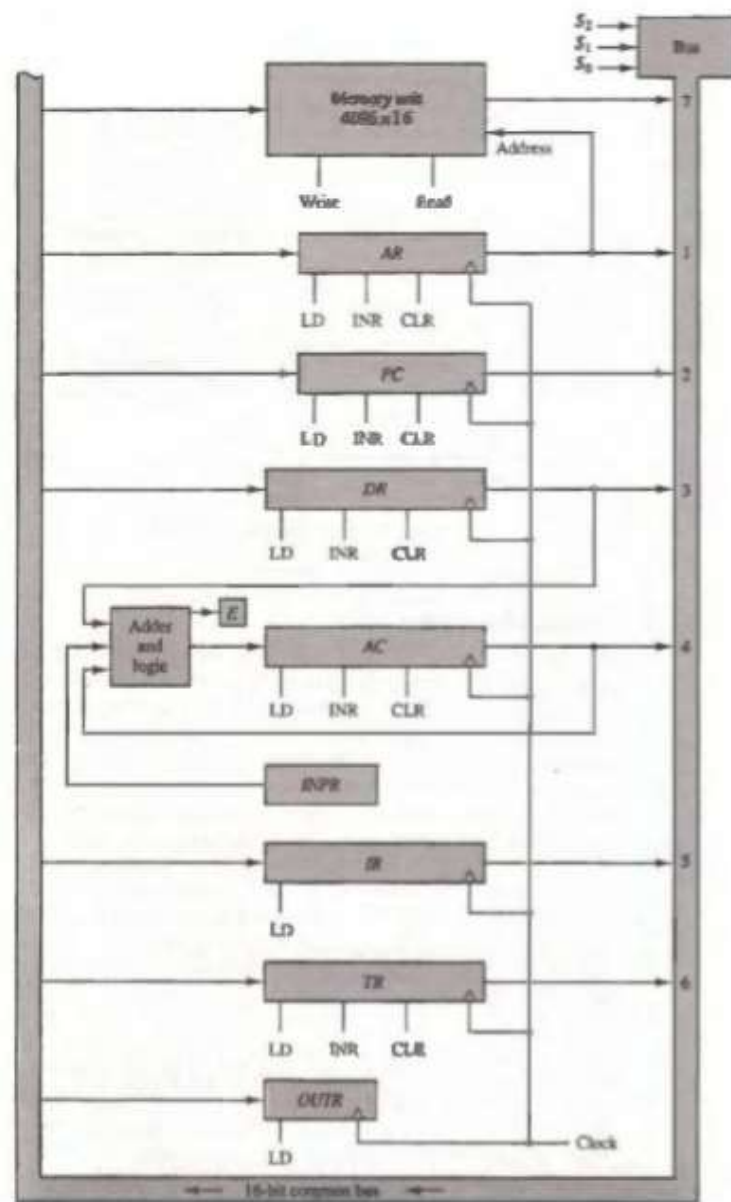 S2
S1
S0
Bus
Memory unit
4096 x 16
7
Address
Write
Read
AR
1
LD INR CLR
PC
2
LD INR CLR
DR
3
LD INR CLR
E
Adder
and
logic
AC
4
LD INR CLR
INPR
IR
5
LD
TR
6
LD INR CLR
OUTR
LD
Clock
16-bit common bus